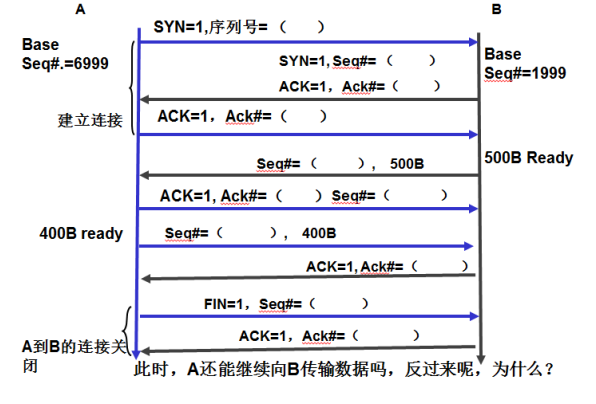 A
B
SYN=1,序列号=（　　）
Base
Seq#.=6999
SYN=1, Seq#=（　　）
Base
Seq#=1999
ACK=1，Ack#=（　　）
建立连接
ACK=1，Ack#=（　　）
500B Ready
Seq#=（　　），500B
ACK=1, Ack#=（　　）Seq#=（　　）
400B ready
Seq#=（　　），400B
ACK=1,Ack#=（　　）
FIN=1，Seq#=（　　）
ACK=1，Ack#=（　　）
A到B的连接关
闭
此时，A还能继续向B传输数据吗，反过来呢，为什么？